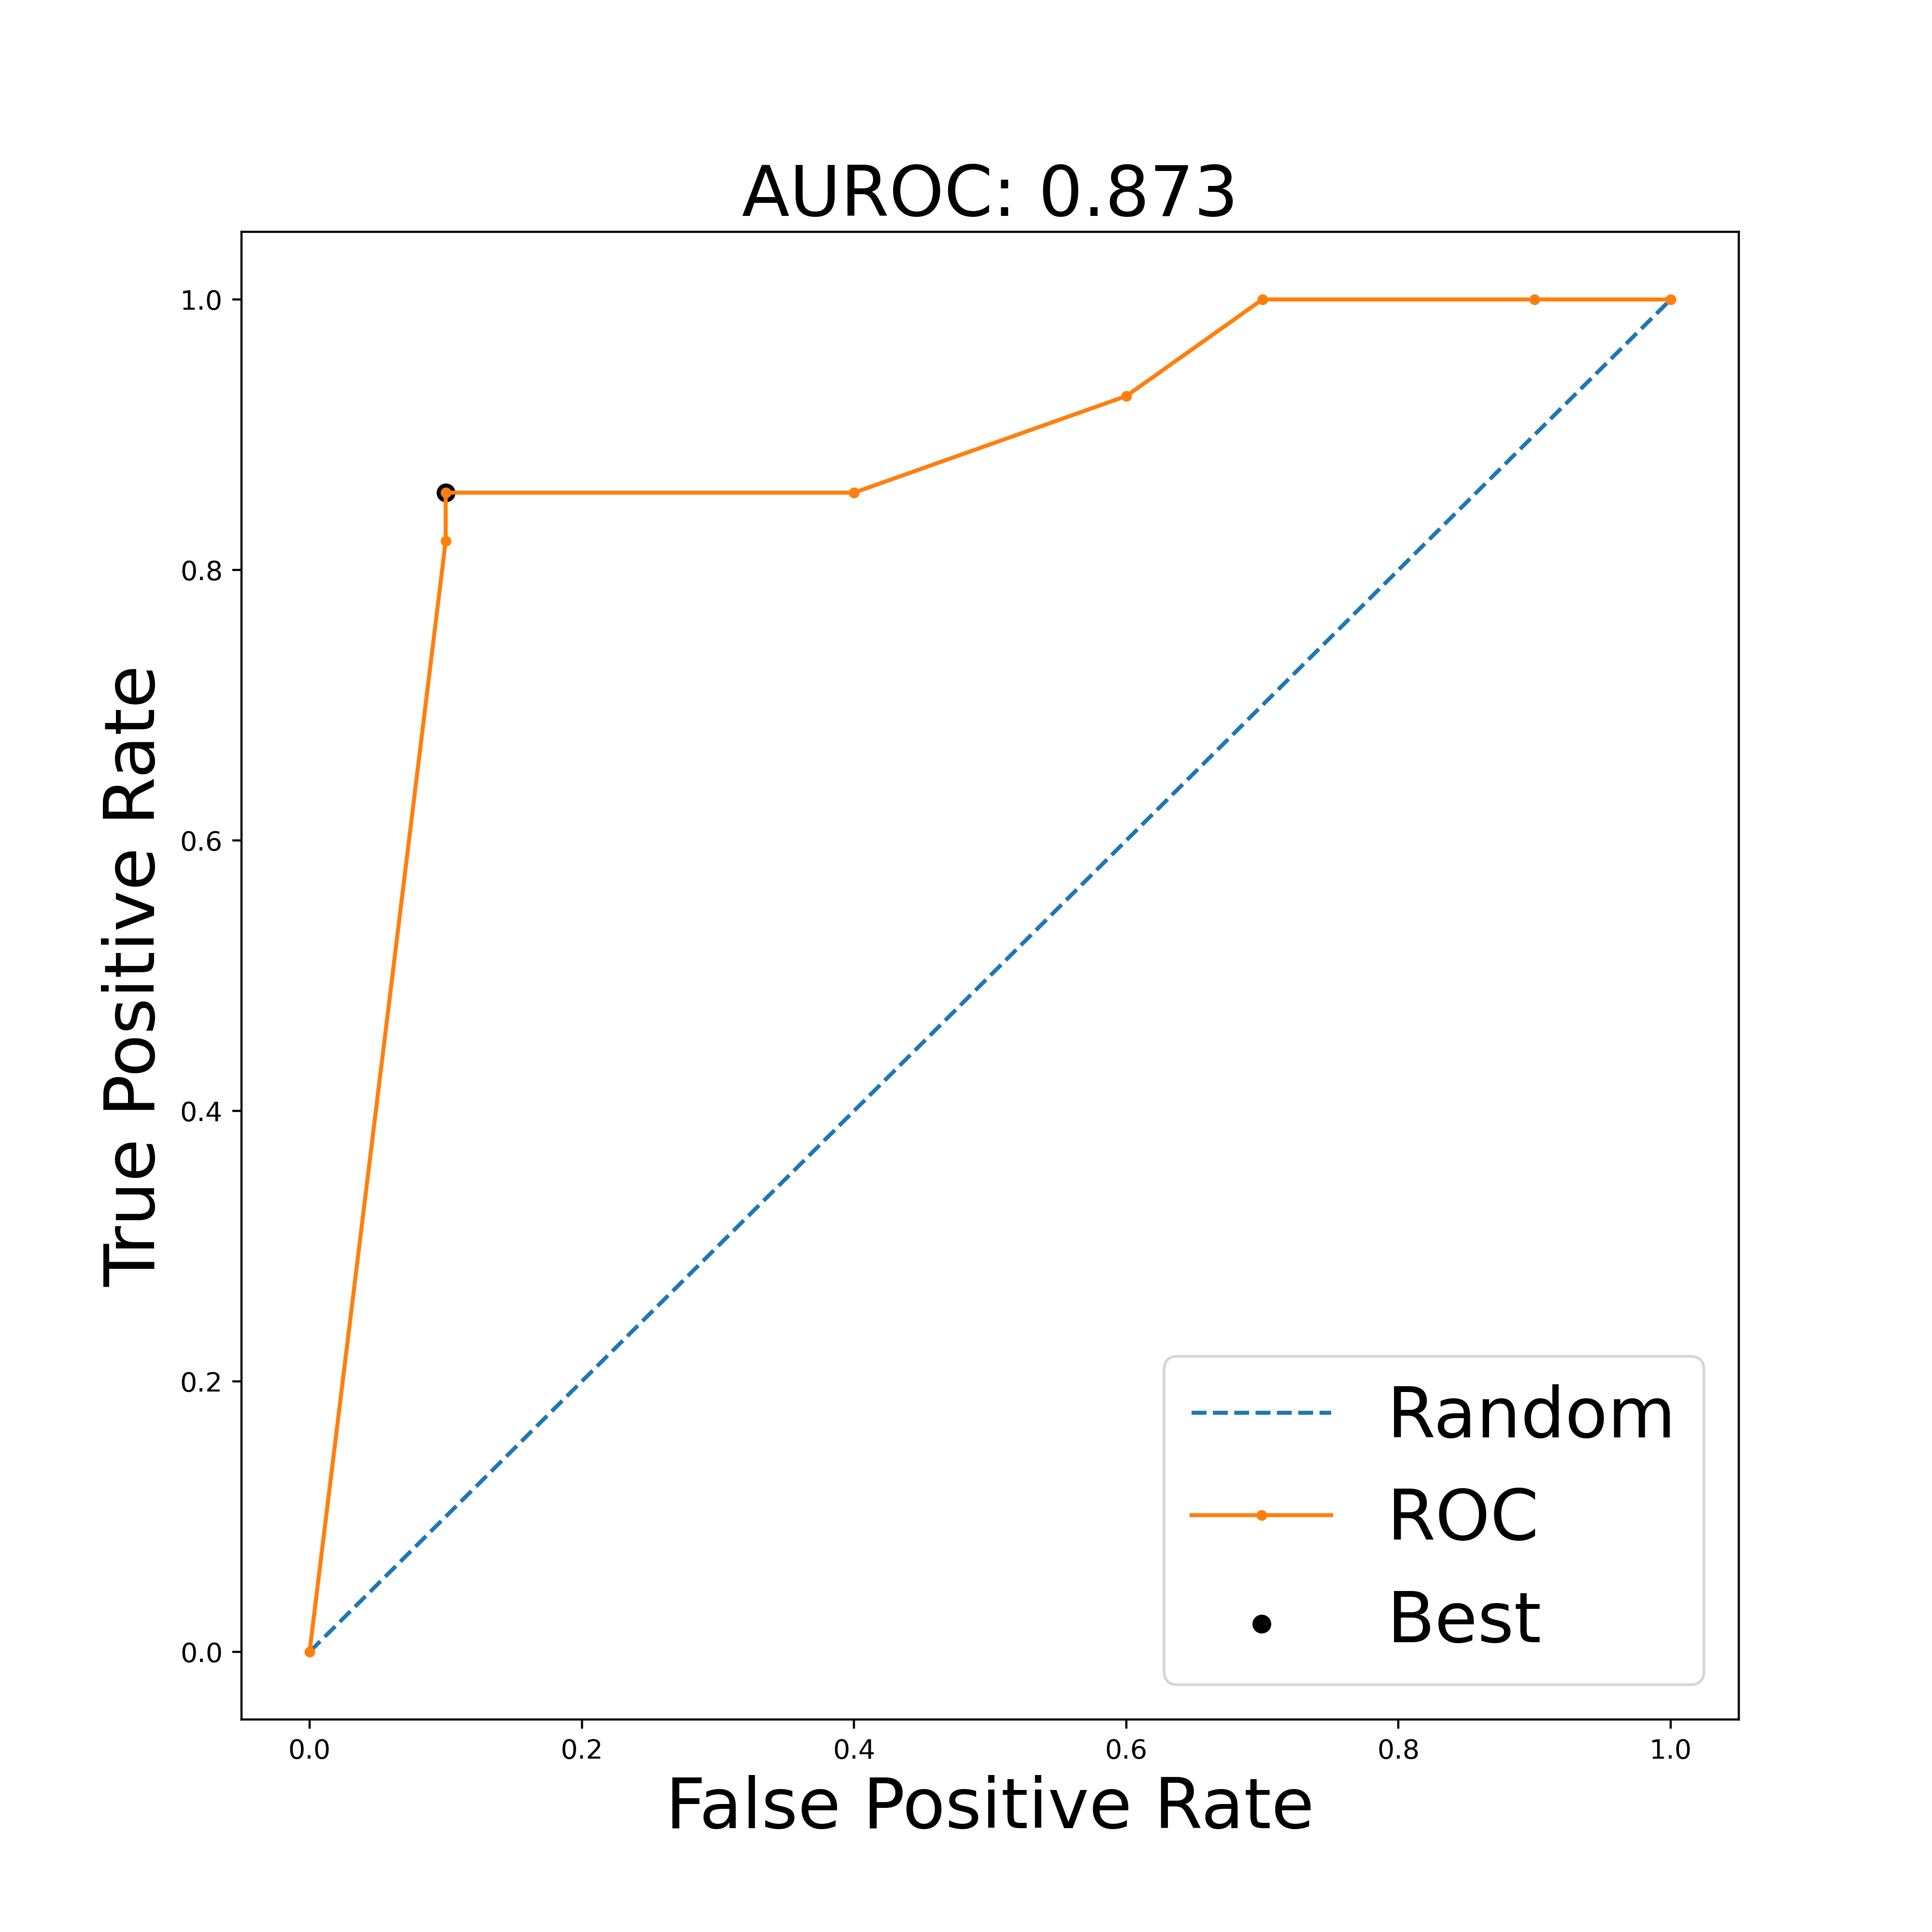 AUROC: 0.873
True Positive Rate
1.0
0.8
0.6
0.4
0.2
0.0
Random
ROC
Best
0.0 0.2 0.4 0.6 0.8 1.0
False Positive Rate